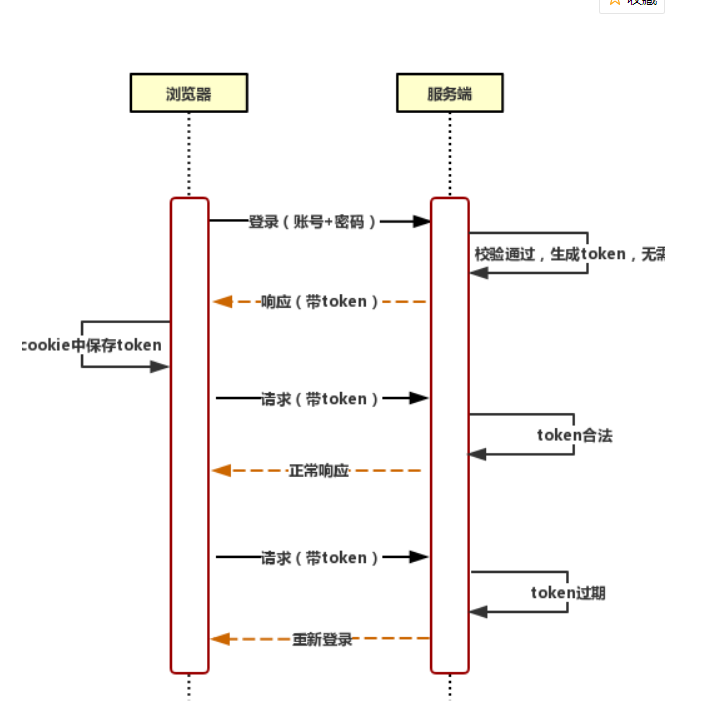 收藏
浏览器
服务端
登录（账号+密码）
校验通过，生成token，无
响应（带token）
cookie中保存token
请求（带token）
token合法
正常响应
请求（带token）
token过期
重新登录